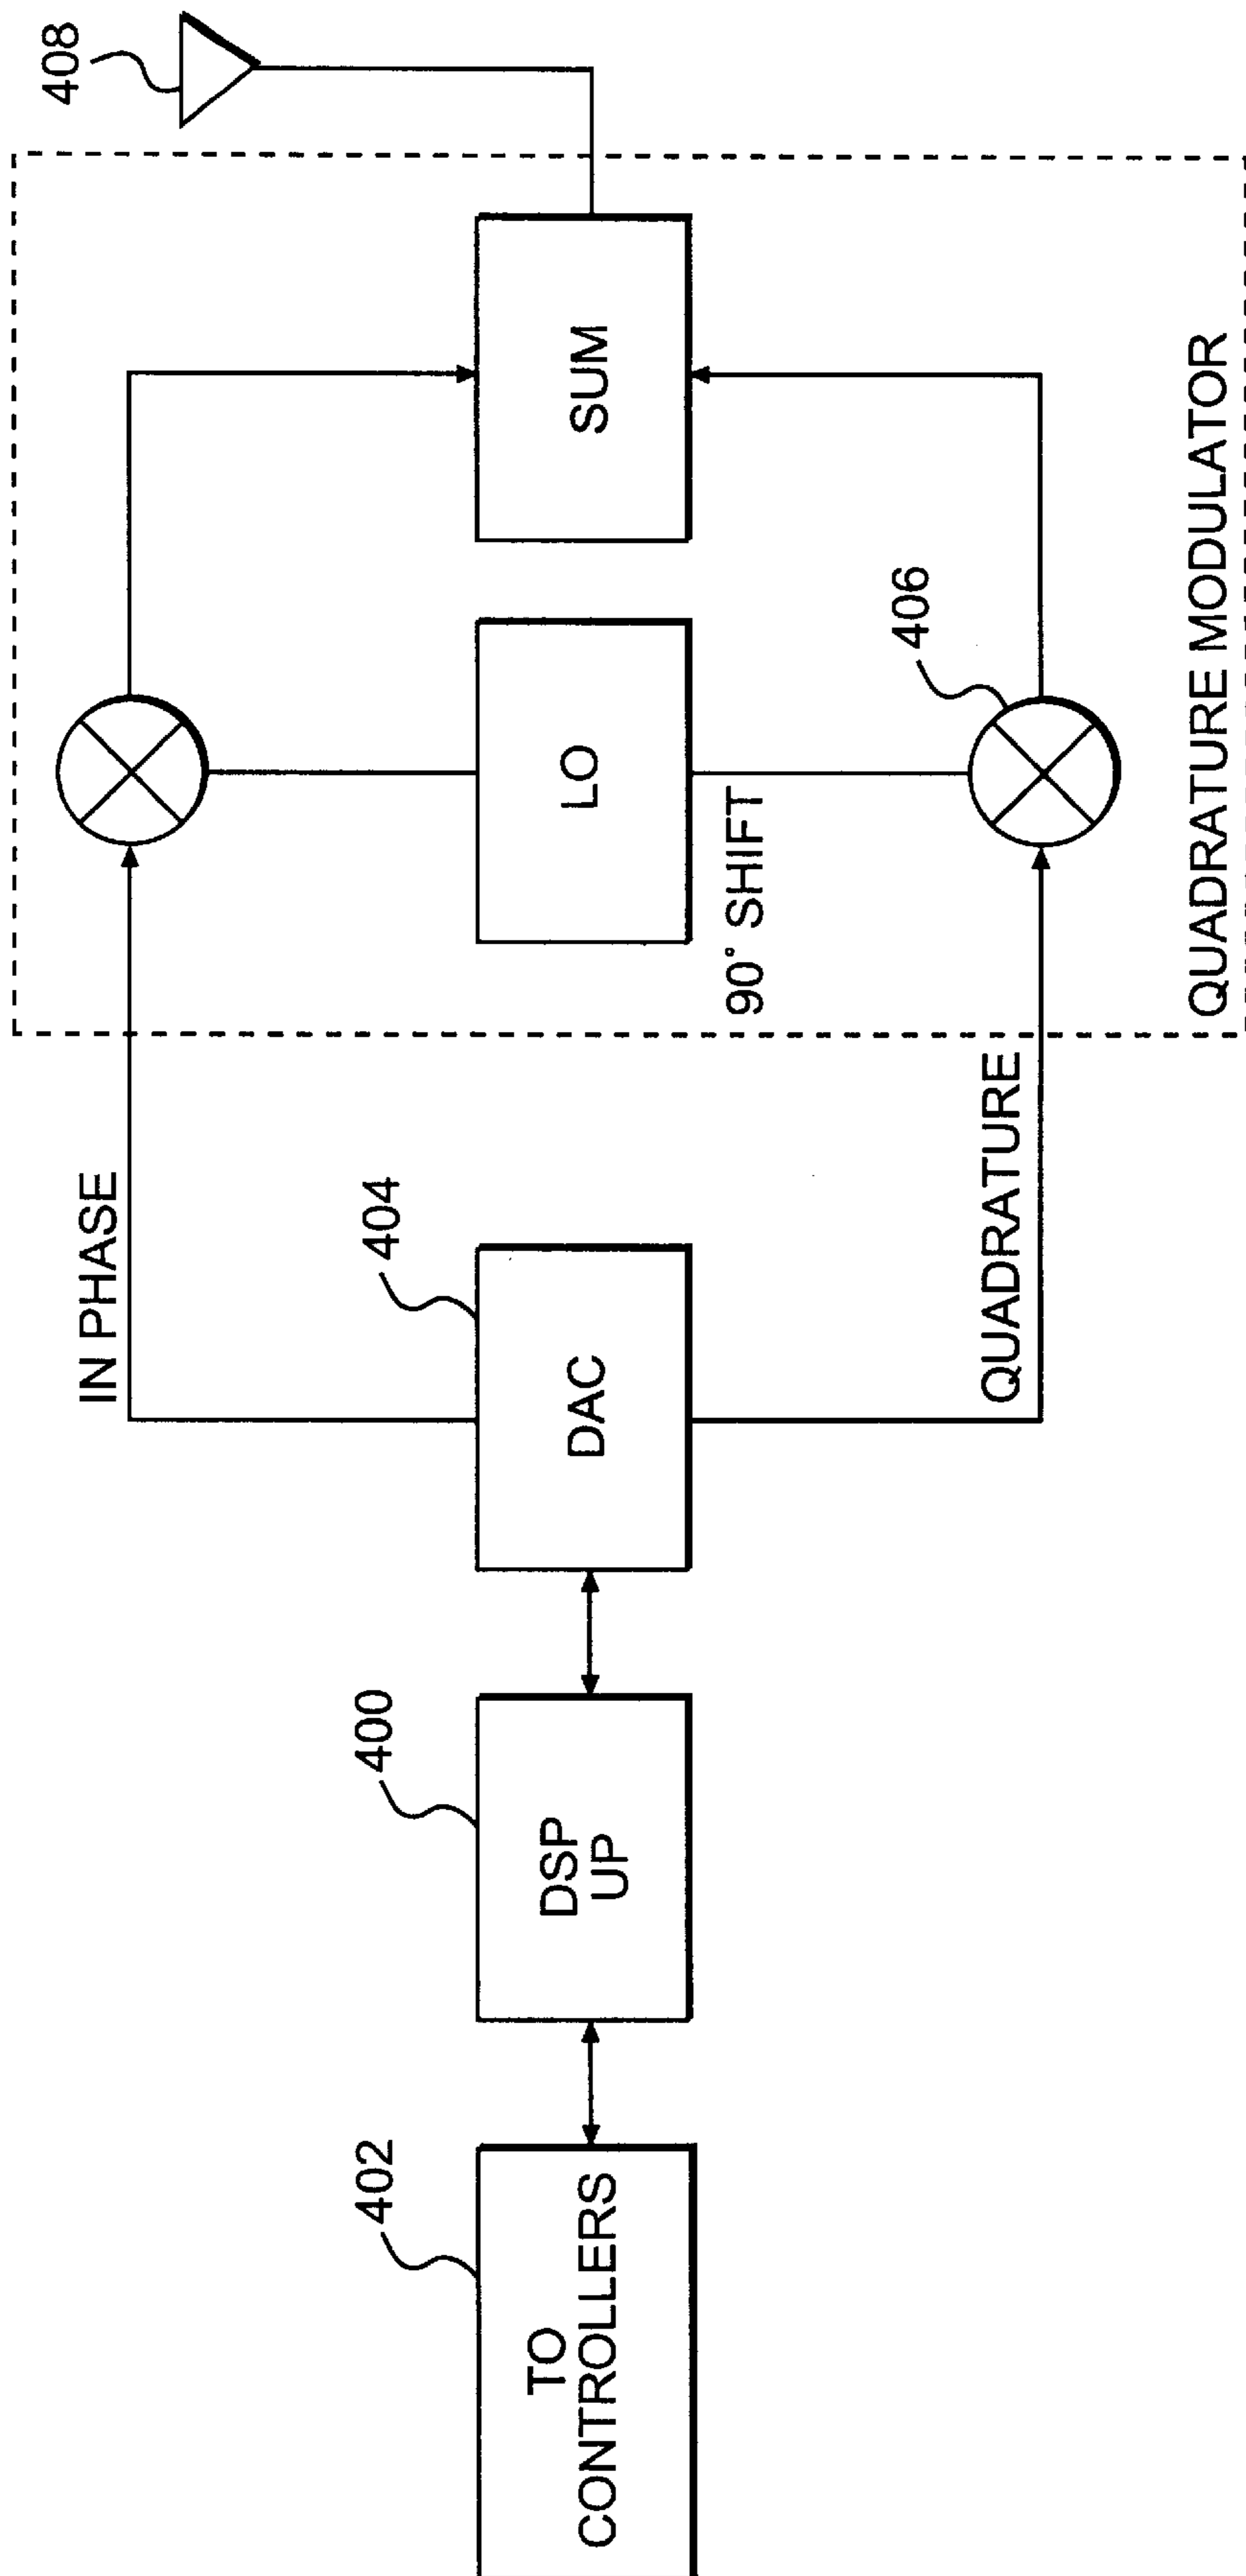 408
IN PHASE
404
400
402
TO
CONTROLLERS
DSP
UP
DAC
LO
SUM
90° SHIFT
406
QUADRATURE
QUADRATURE MODULATOR